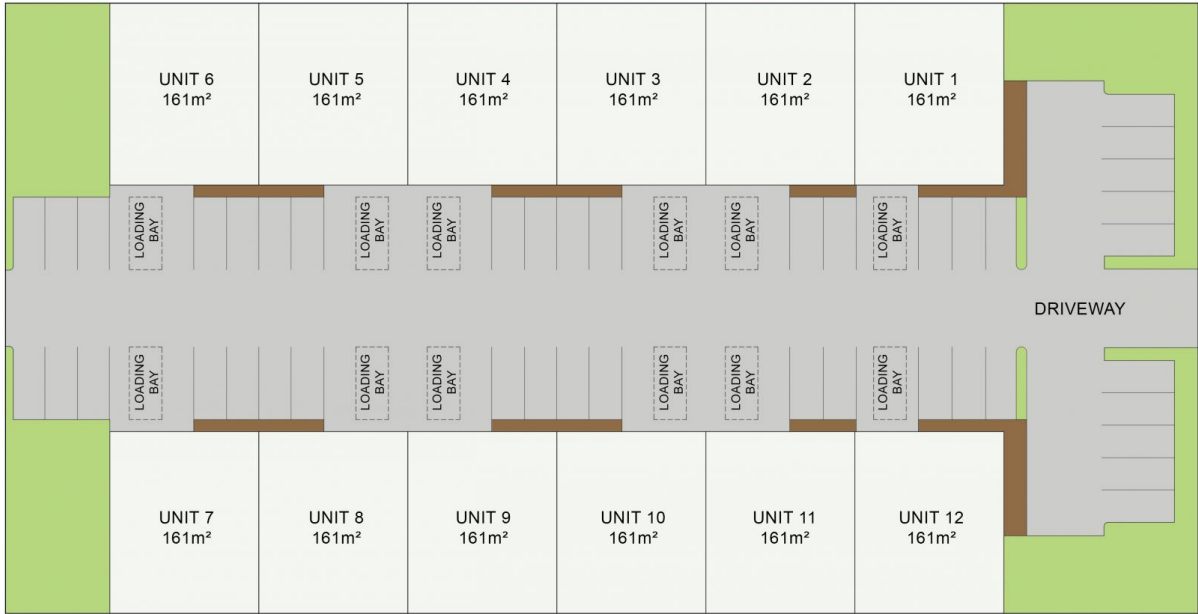 UNIT 6
161m²
UNIT 5
161m²
UNIT 4
161m²
UNIT 3
161m²
UNIT 2
161m²
UNIT 1
161m²
LOADING
BAY
LOADING
BAY
LOADING
BAY
LOADING
BAY
LOADING
BAY
LOADING
BAY
DRIVEWAY
LOADING
BAY
LOADING
BAY
LOADING
BAY
LOADING
BAY
LOADING
BAY
LOADING
BAY
UNIT 7
161m²
UNIT 8
161m²
UNIT 9
161m²
UNIT 10
161m²
UNIT 11
161m²
UNIT 12
161m²